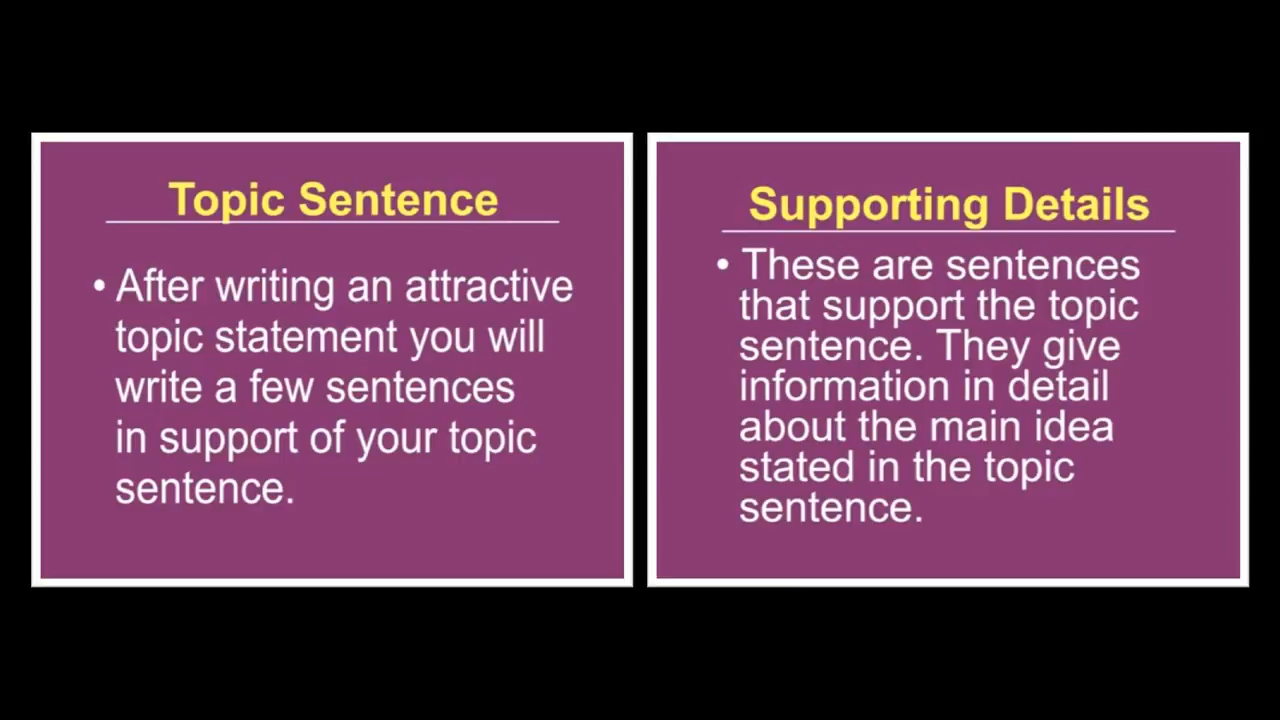 Topic Sentence
• After writing an attractive
topic statement you will
write a few sentences
in support of your topic
sentence.
Supporting Details
• These are sentences
that support the topic
sentence. They give
information in detail
about the main idea
stated in the topic
sentence.